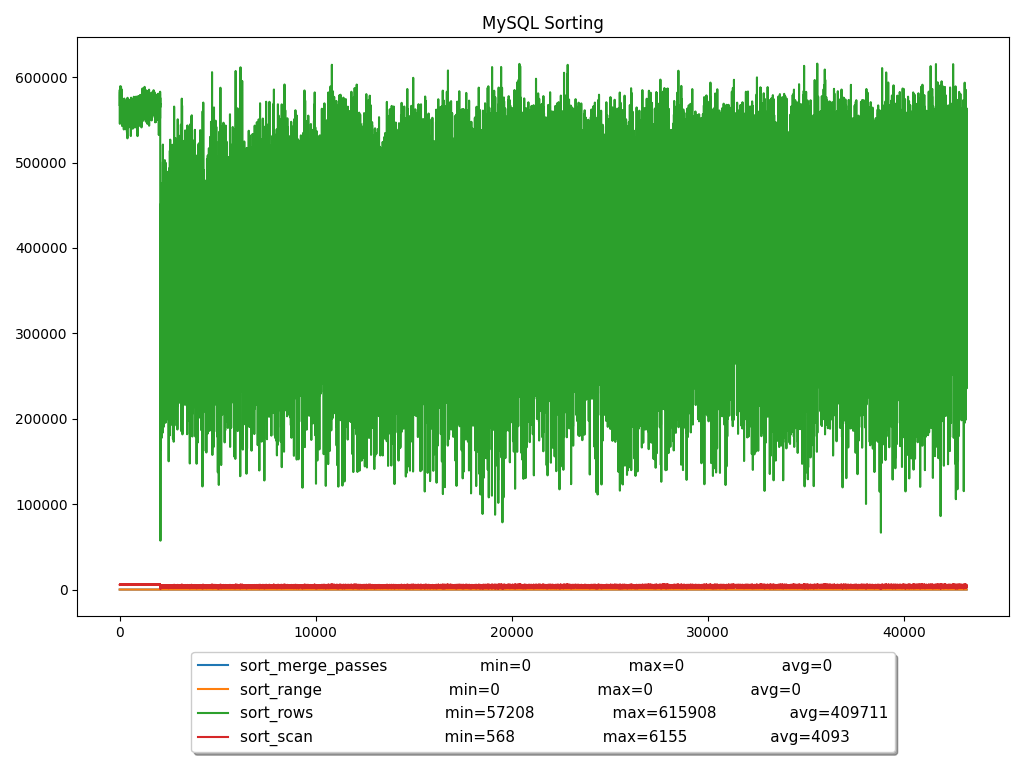 MySQL Sorting
600000
500000
400000
300000
200000
100000
0
0 10000 20000 30000 40000
sort_merge_passes min=0 max=0 avg=0
sort_range min=0 max=0 avg=0
sort_rows min=57208 max=615908 avg=409711
sort_scan min=568 max=6155 avg=4093